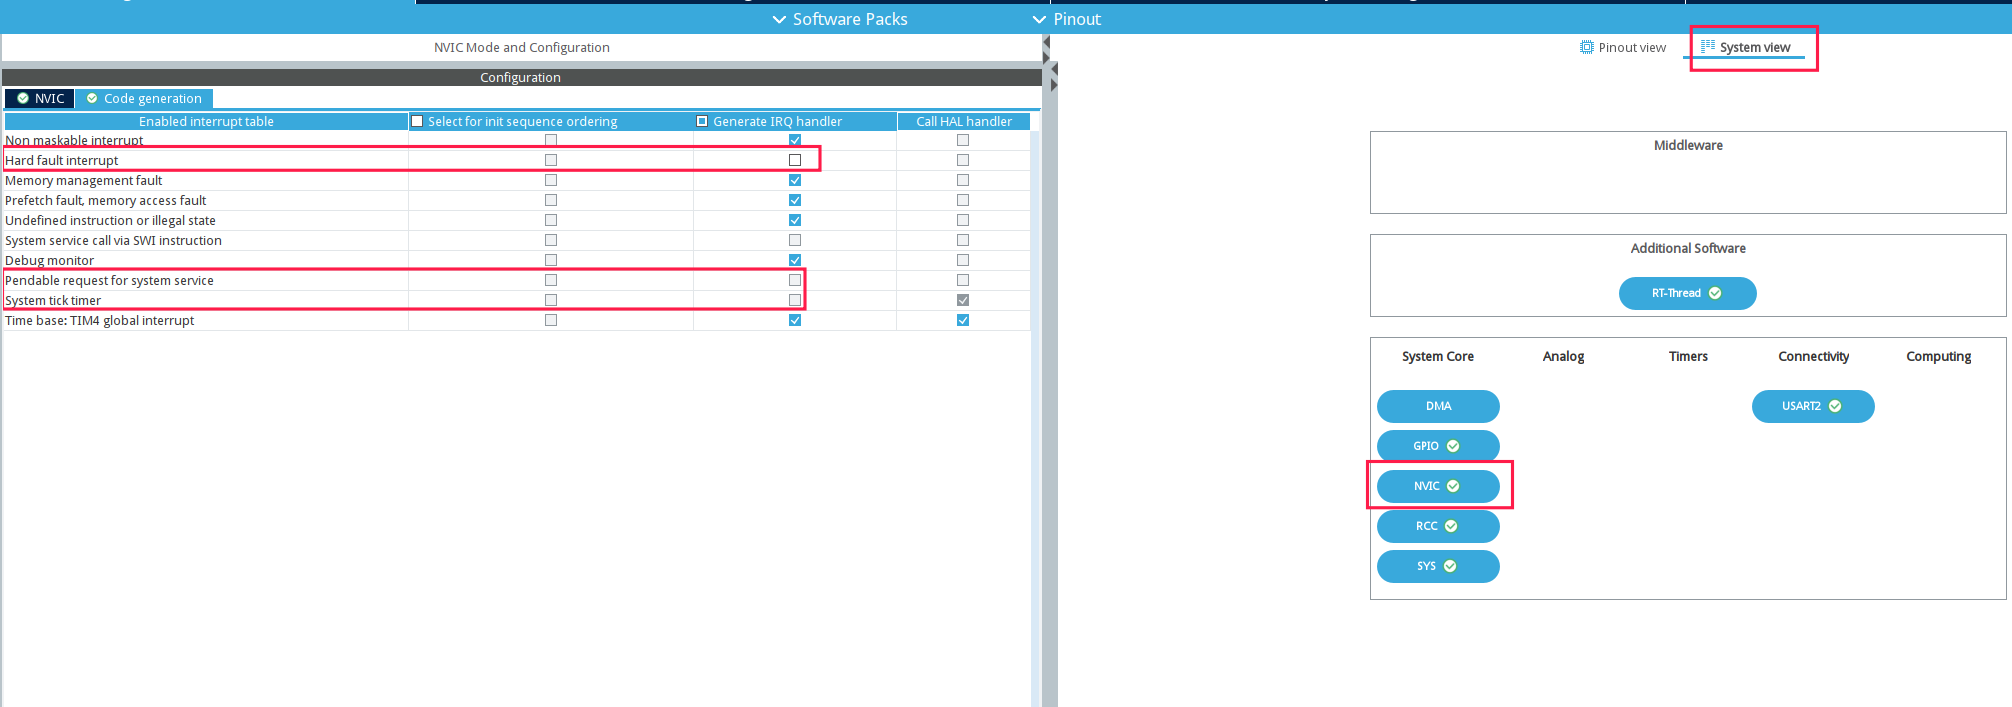 Software Packs
Pinout
NVIC Mode and Configuration
Pinout view
System view
Configuration
NVIC
Code generation
Enabled interrupt table
Select for init sequence ordering
Generate IRQ handler
Call HAL handler
Non maskable interrupt
Hard fault interrupt
Memory management fault
Prefetch fault, memory access fault
Undefined instruction or illegal state
System service call via SWI instruction
Debug monitor
Pendable request for system service
System tick timer
Time base: TIM4 global interrupt
Middleware
Additional Software
RT-Thread
System Core
Analog
Timers
Connectivity
Computing
DMA
USART2
GPIO
NVIC
RCC
SYS